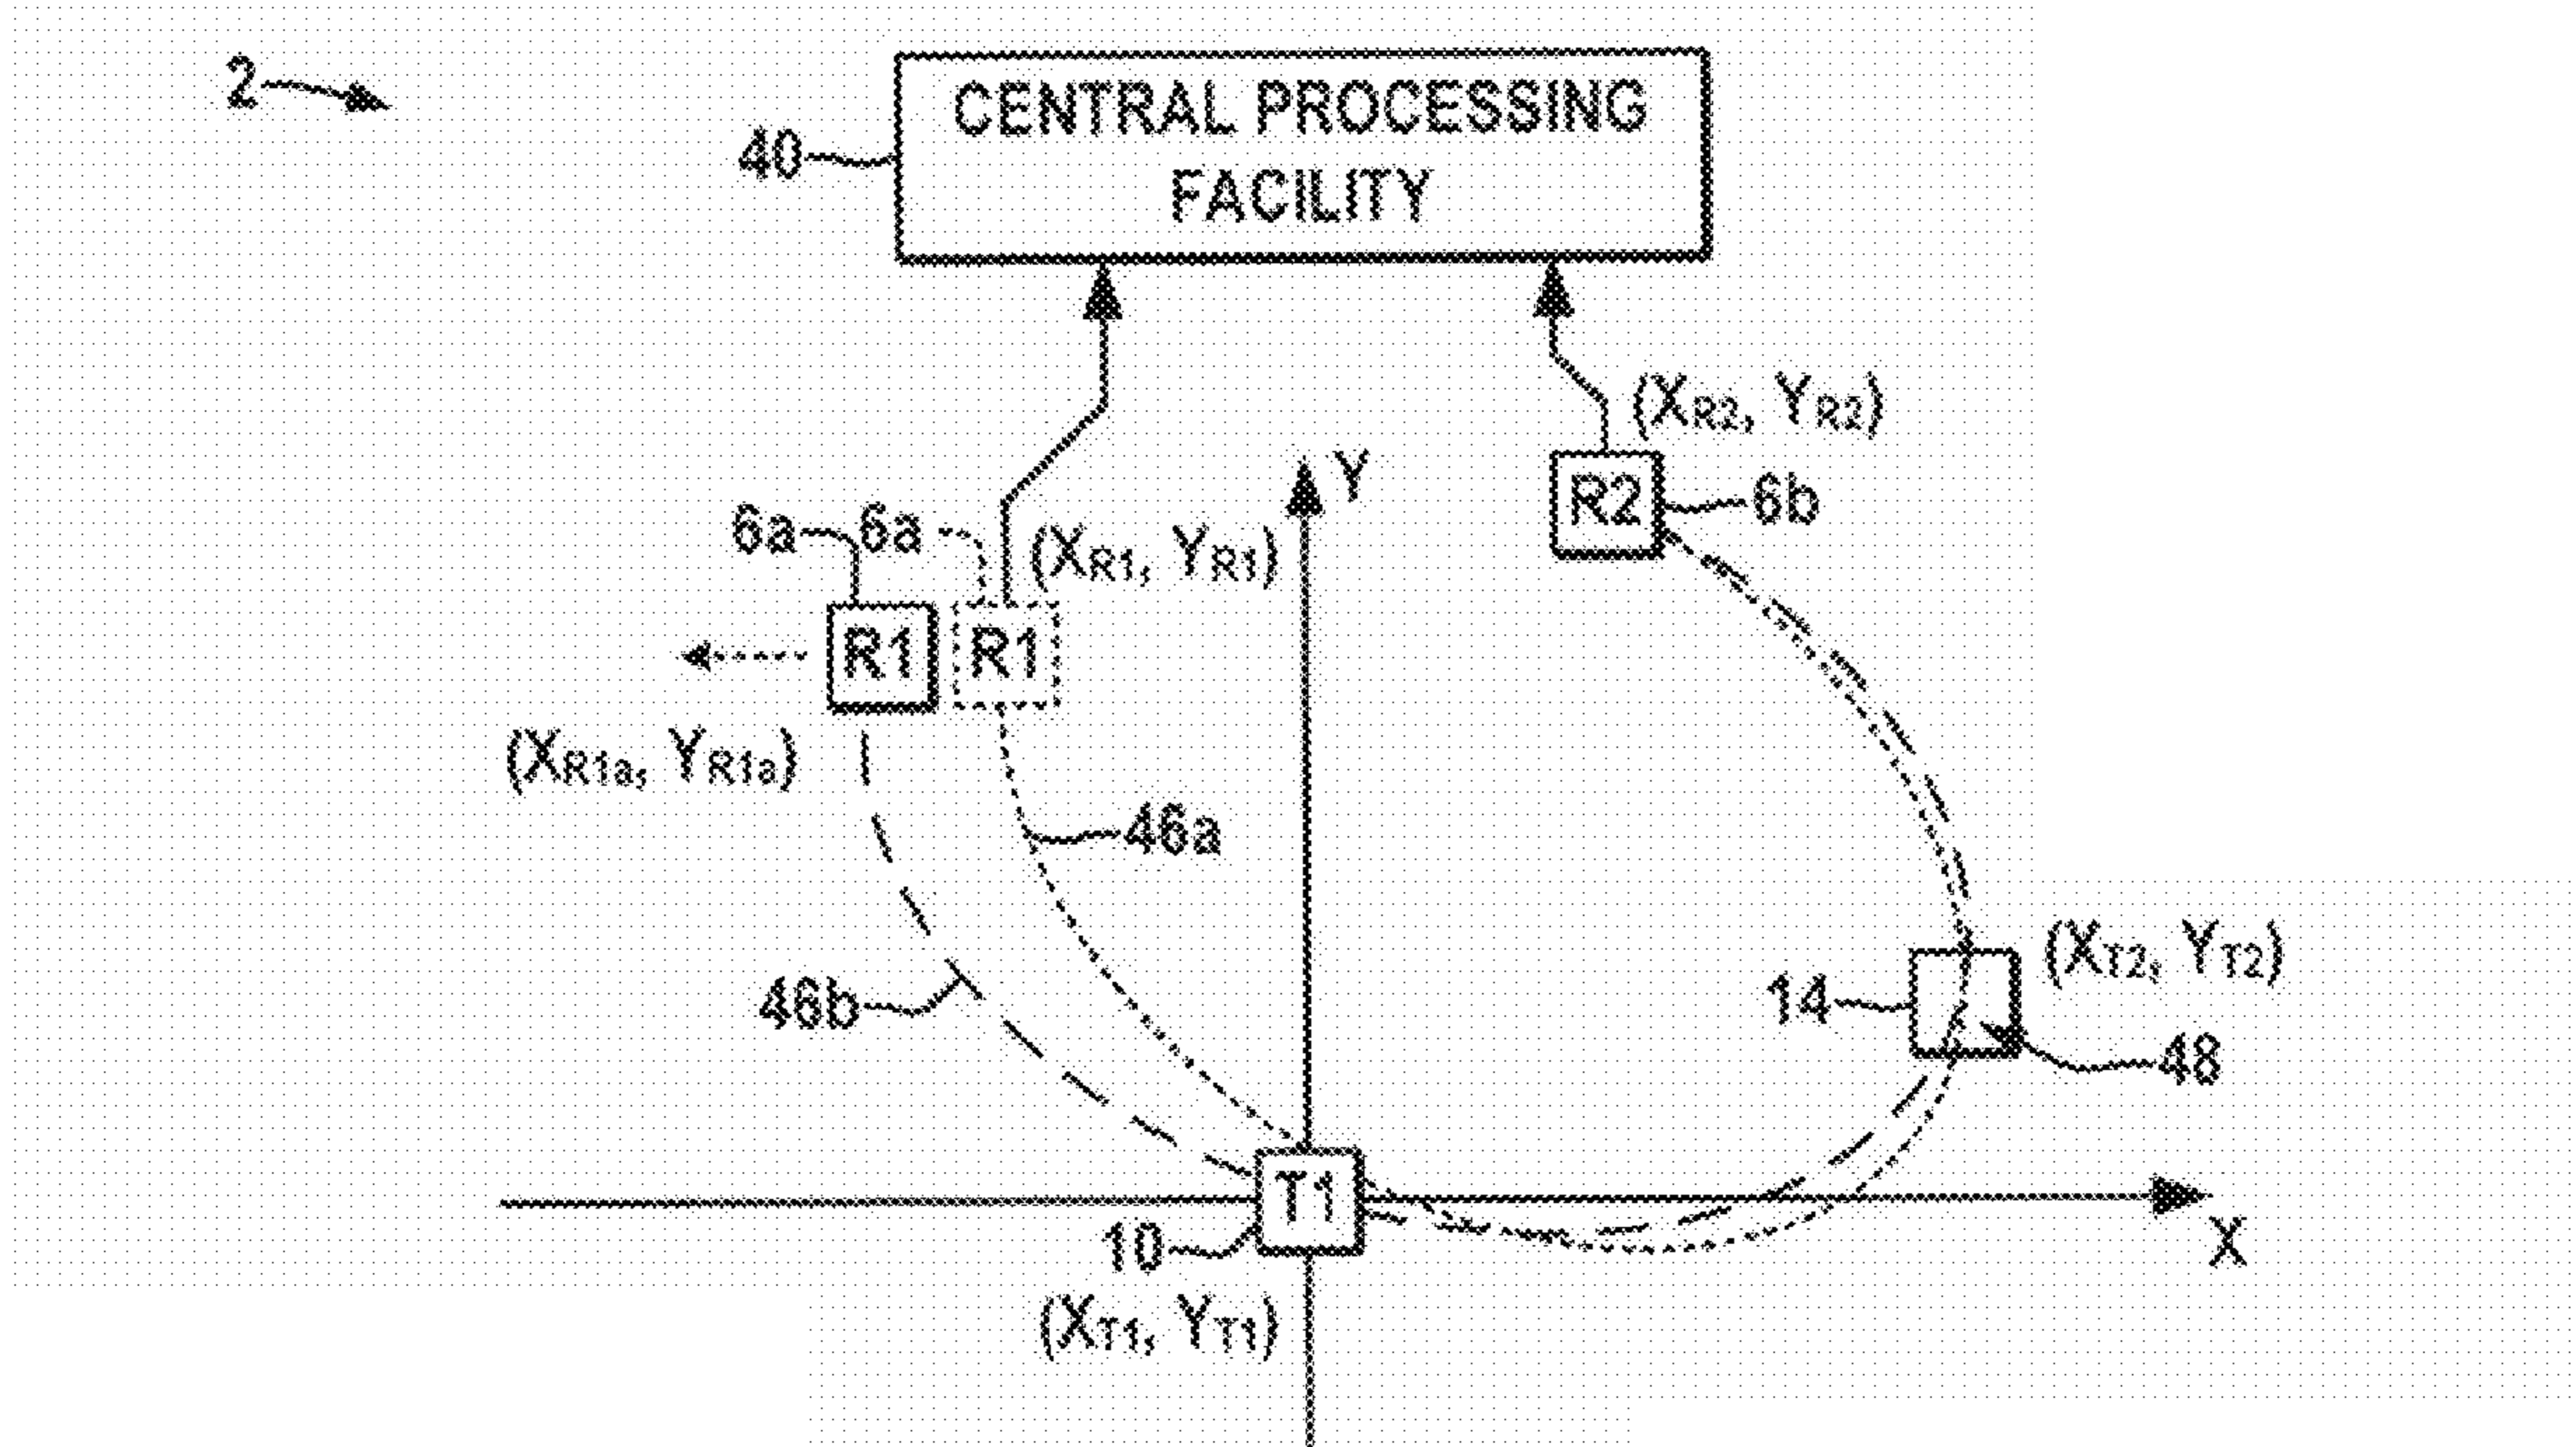 2
CENTRAL PROCESSING
FACILITY
40
(XR2, YR2)
Y
R2
6b
6a
6a
(XR1, YR1)
R1
R1
(XR1a, YR1a)
46a
46b
(XT2, YT2)
14
48
T1
10
X
(XT1, YT1)